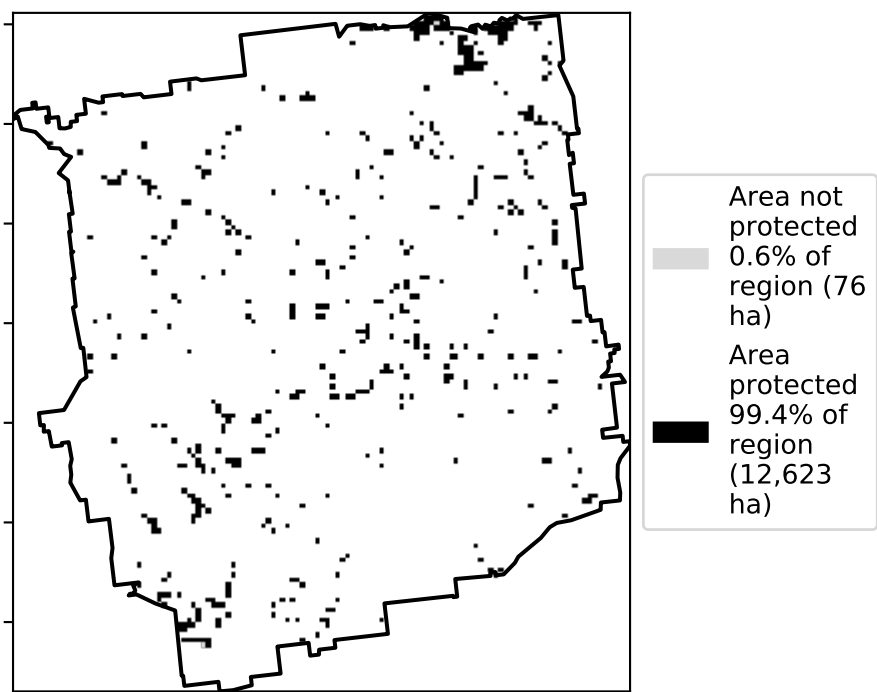 Area not
protected
0.6% of
region (76
ha)
Area
protected
99.4% of
region
(12,623
ha)